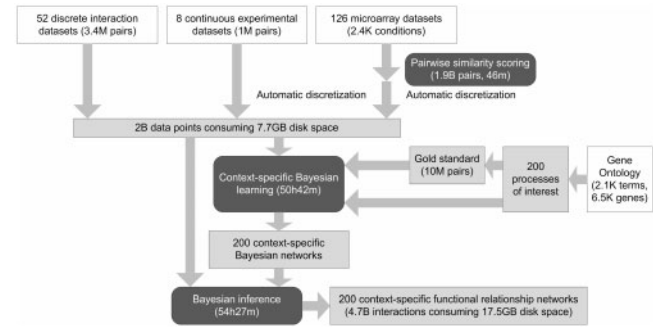 52 discrete interaction
datasets (3.4M pairs)
8 continuous experimental
datasets (1M pairs)
126 microarray datasets
(2.4K conditions)
Pairwise similarity scoring
(1.9B pairs, 46m)
Automatic discretization
Automatic discretization
2B data points consuming 7.7GB disk space
Gold standard
(10M pairs)
200
processes
of interest
Gene
Ontology
(2.1K terms,
6.5K genes)
Context-specific Bayesian
learning (50h42m)
200 context-specific
Bayesian networks
Bayesian inference
(54h27m)
200 context-specific functional relationship networks
(4.7B interactions consuming 17.5GB disk space)